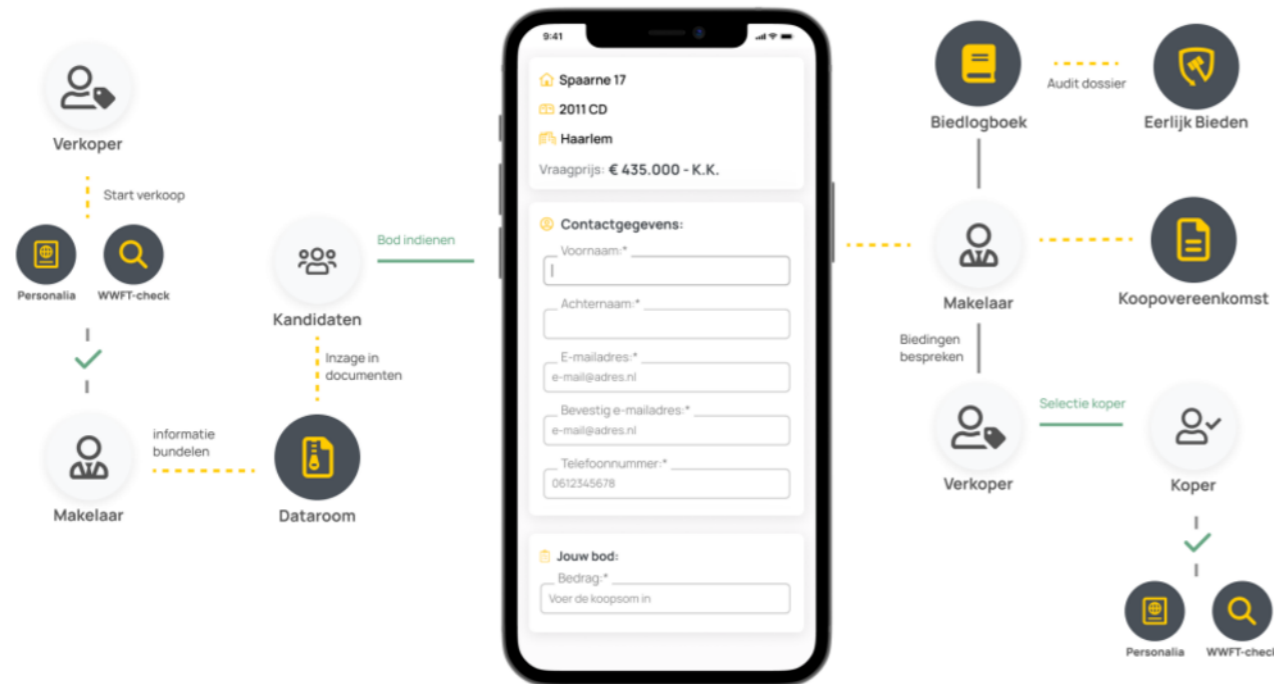 Verkoper
Start verkoop
Personalia
WWFT-check
Makelaar
informatie
bundelen
Dataroom
Inzage in
documenten
Kandidaten
Bod indienen
9:41
Spaarne 17
2011 CD
Haarlem
Vraagprijs: € 435.000 - K.K.
Contactgegevens:
Voornaam:*
Achternaam:*
E-mailadres:*
e-mail@adres.nl
Bevestig e-mailadres:*
e-mail@adres.nl
Telefoonnummer:*
0612345678
Jouw bod:
Bedrag:*
Voer de koopsom in
Biedlogboek
Audit dossier
Eerlijk Bieden
Makelaar
Koopovereenkomst
Biedingen
bespreken
Verkoper
Selectie koper
Koper
Personalia
WWFT-check